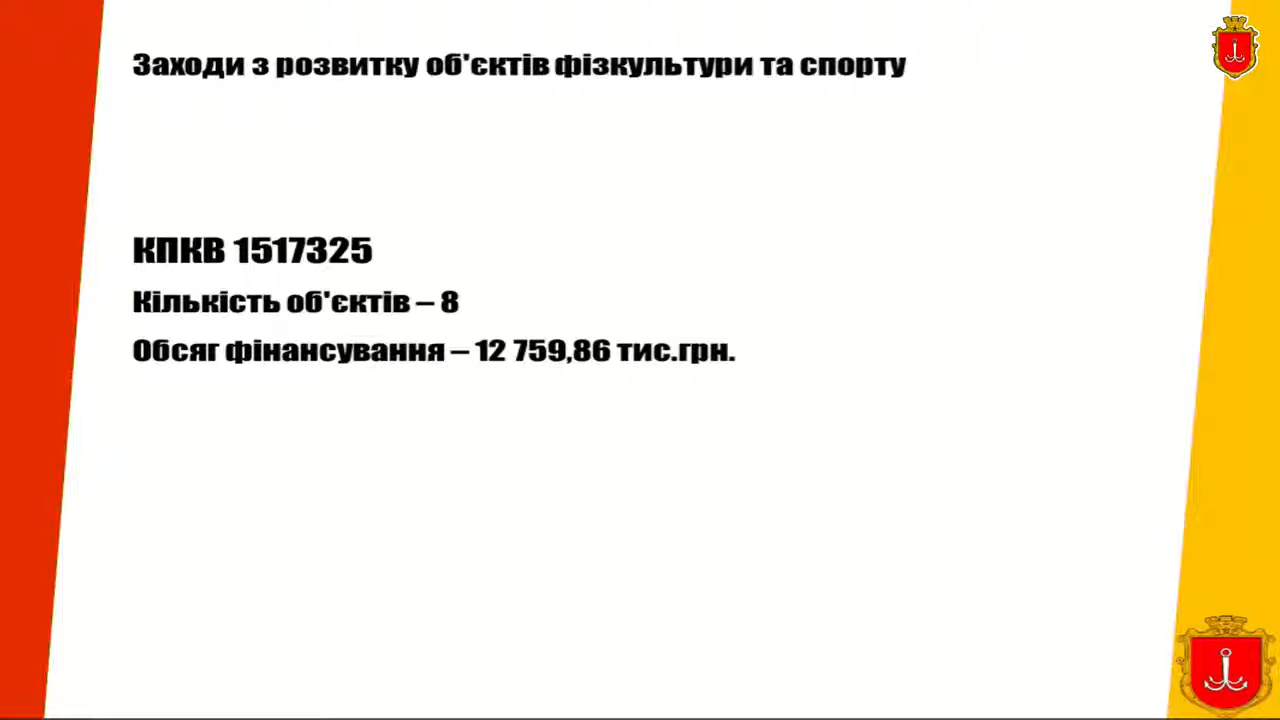 Заходи з розвитку об'єктів фізкультури та спорту
КПКВ 1517325
Кількість об'єктів – 8
Обсяг фінансування – 12 759,86 тис.грн.